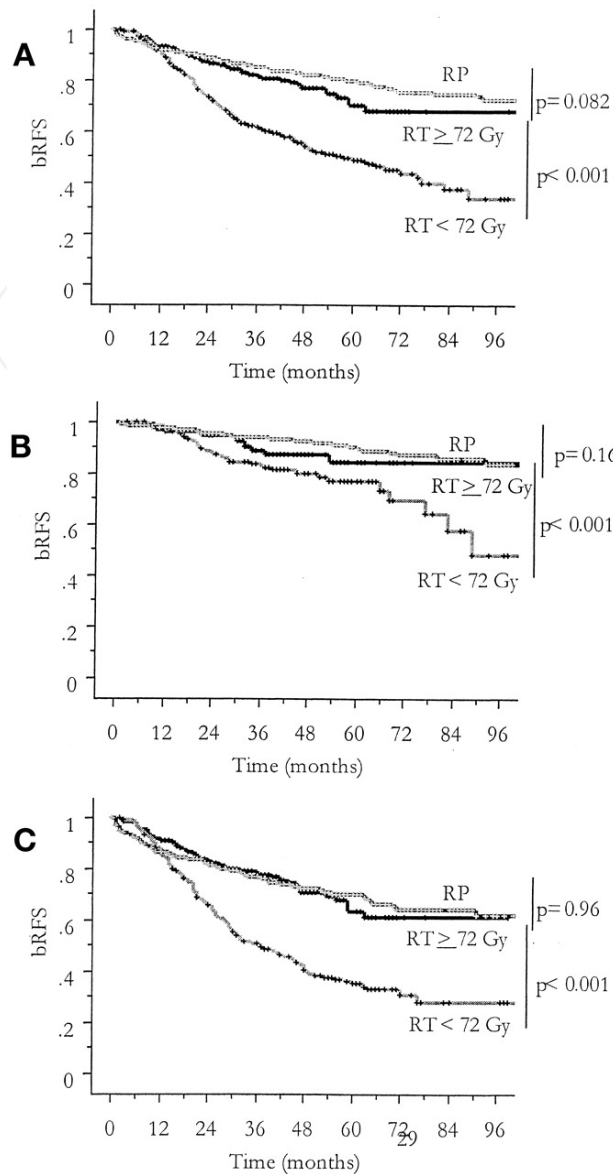 A
1
.8
.6
.4
.2
0
bRFS
RP
RT ≥ 72 Gy
RT < 72 Gy
p= 0.082
p< 0.001
0 12 24 36 48 60 72 84 96
Time (months)
B
1
.8
.6
.4
.2
0
bRFS
RP
RT ≥ 72 Gy
RT < 72 Gy
p= 0.16
p< 0.001
0 12 24 36 48 60 72 84 96
Time (months)
C
1
.8
.6
.4
.2
0
bRFS
RP
RT ≥ 72 Gy
RT < 72 Gy
p= 0.96
p< 0.001
0 12 24 36 48 60 72 84 96
29
Time (months)